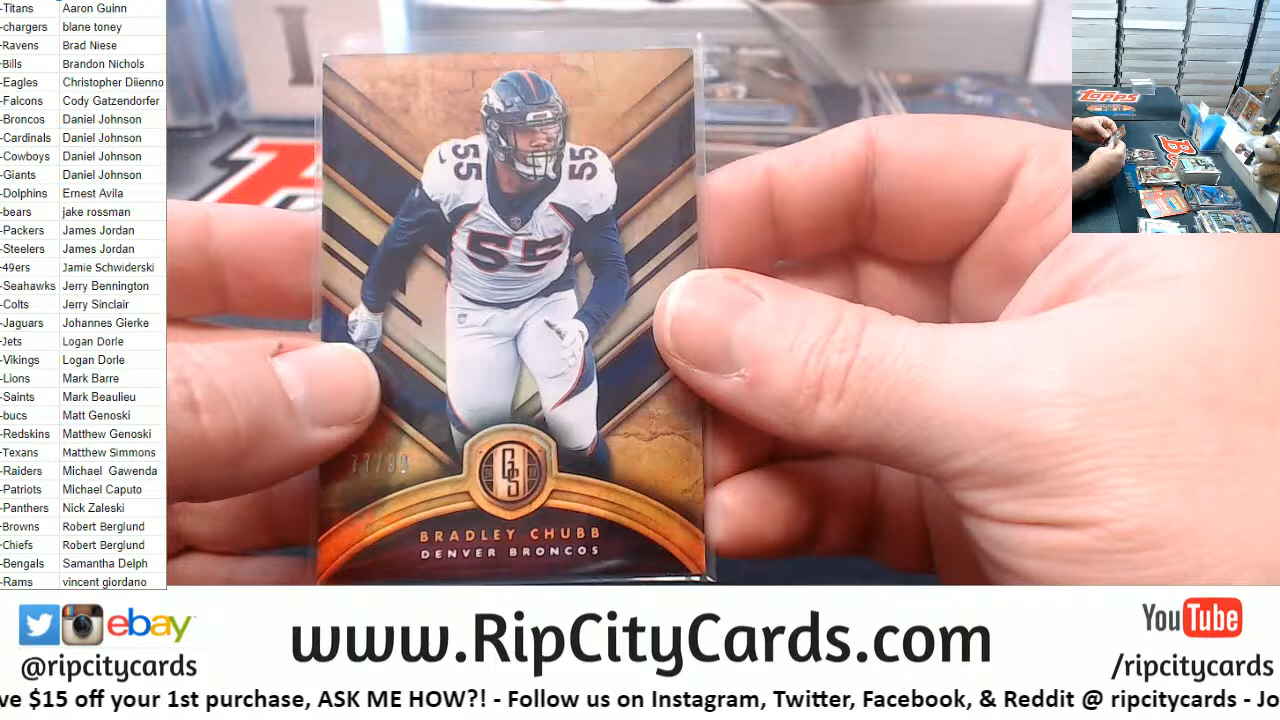 -Titans Aaron Guinn
-chargers blane toney
-Ravens Brad Niese
-Bills Brandon Nichols
-Eagles Christopher Diienno
-Falcons Cody Gatzendorfer
-Broncos Daniel Johnson
-Cardinals Daniel Johnson
-Cowboys Daniel Johnson
-Giants Daniel Johnson
-Dolphins Ernest Avila
-bears jake rossman
-Packers James Jordan
-Steelers James Jordan
-49ers Jamie Schwiderski
-Seahawks Jerry Bennington
-Colts Jerry Sinclair
-Jaguars Johannes Gierke
-Jets Logan Dorle
-Vikings Logan Dorle
-Lions Mark Barre
-Saints Mark Beaulieu
-bucs Matt Genoski
-Redskins Matthew Genoski
-Texans Matthew Simmons
-Raiders Michael Gawenda
-Patriots Michael Caputo
-Panthers Nick Zaleski
-Browns Robert Berglund
-Chiefs Robert Berglund
-Bengals Samantha Delph
-Rams vincent giordano
55 55
55
77/99
GS
BRADLEY CHUBB
DENVER BRONCOS
Topps
ebay
@ripcitycards
www.RipCityCards.com
YouTube
/ripcitycards
ve $15 off your 1st purchase, ASK ME HOW?! - Follow us on Instagram, Twitter, Facebook, & Reddit @ ripcitycards - Jo